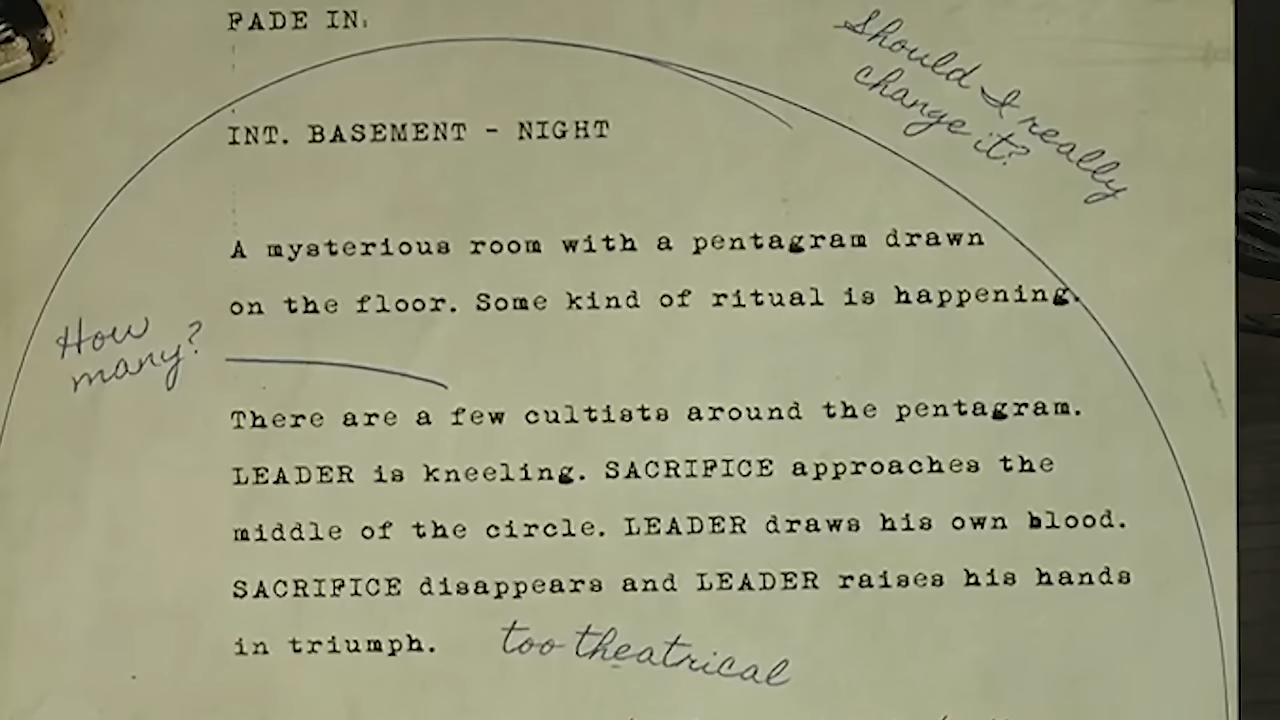 FADE IN.
Should I really
change it?
INT. BASEMENT - NIGHT
A mysterious room with a pentagram drawn
on the floor. Some kind of ritual is happening.
How
many?
There are a few cultists around the pentagram.
LEADER is kneeling. SACRIFICE approaches the
middle of the circle. LEADER draws his own blood.
SACRIFICE disappears and LEADER raises his hands
in triumph. too theatrical